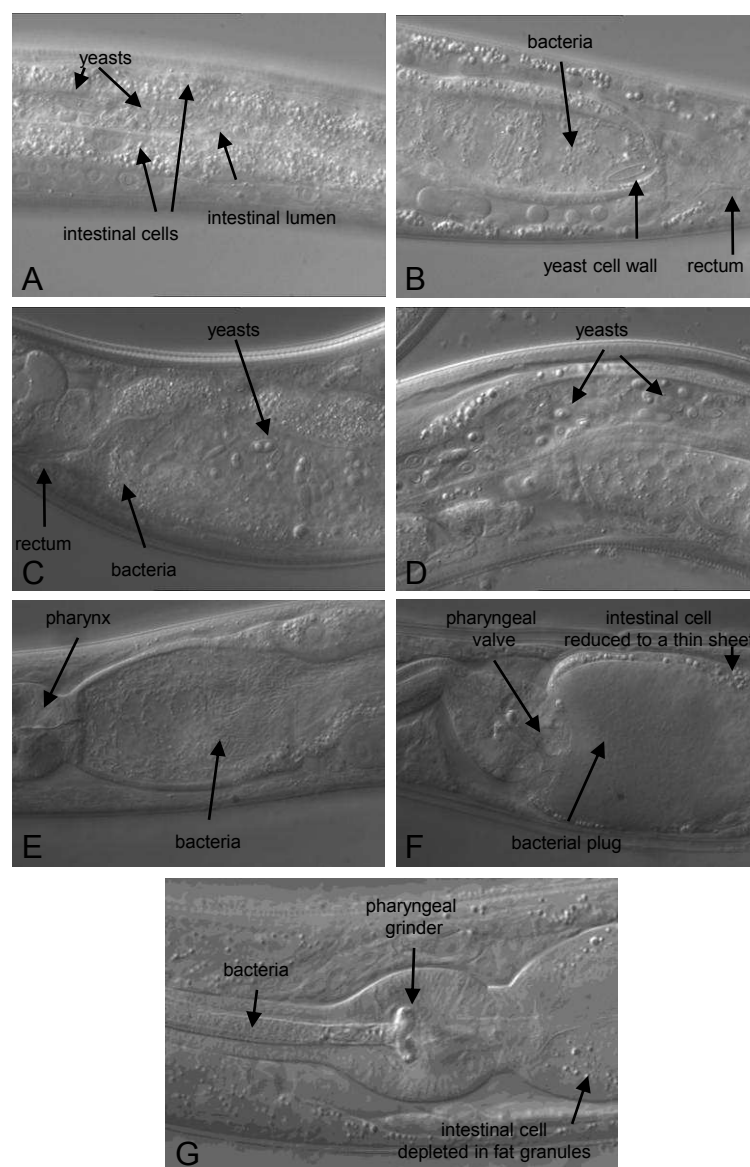 yeasts
intestinal lumen
intestinal cells
A
bacteria
yeast cell wall
rectum
B
yeasts
rectum
bacteria
C
yeasts
D
pharynx
bacteria
E
pharyngeal
valve
intestinal cell
reduced to a thin sheet
bacterial plug
F
pharyngeal
grinder
bacteria
intestinal cell
depleted in fat granules
G